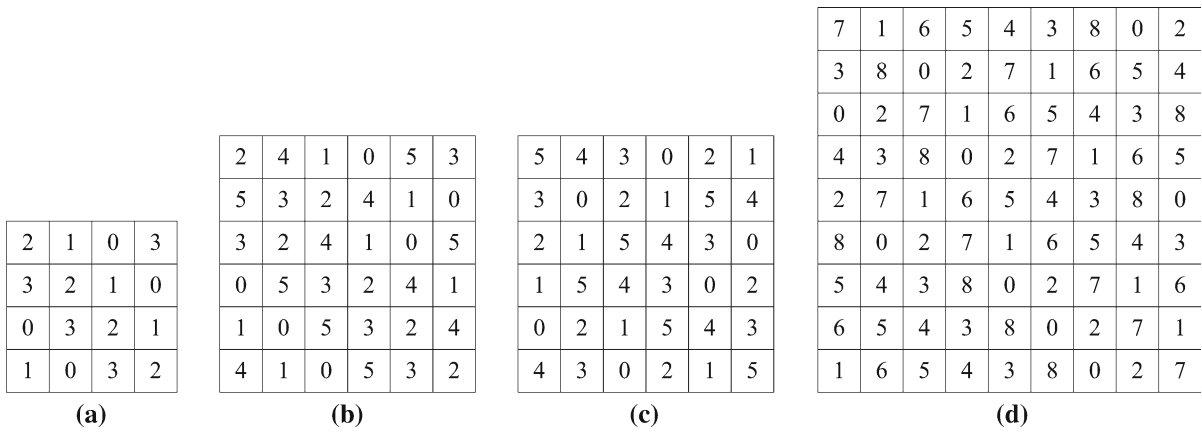 2 1 0 3
3 2 1 0
0 3 2 1
1 0 3 2
(a)
2 4 1 0 5 3
5 3 2 4 1 0
3 2 4 1 0 5
0 5 3 2 4 1
1 0 5 3 2 4
4 1 0 5 3 2
(b)
5 4 3 0 2 1
3 0 2 1 5 4
2 1 5 4 3 0
1 5 4 3 0 2
0 2 1 5 4 3
4 3 0 2 1 5
(c)
7 1 6 5 4 3 8 0 2
3 8 0 2 7 1 6 5 4
0 2 7 1 6 5 4 3 8
4 3 8 0 2 7 1 6 5
2 7 1 6 5 4 3 8 0
8 0 2 7 1 6 5 4 3
5 4 3 8 0 2 7 1 6
6 5 4 3 8 0 2 7 1
1 6 5 4 3 8 0 2 7
(d)